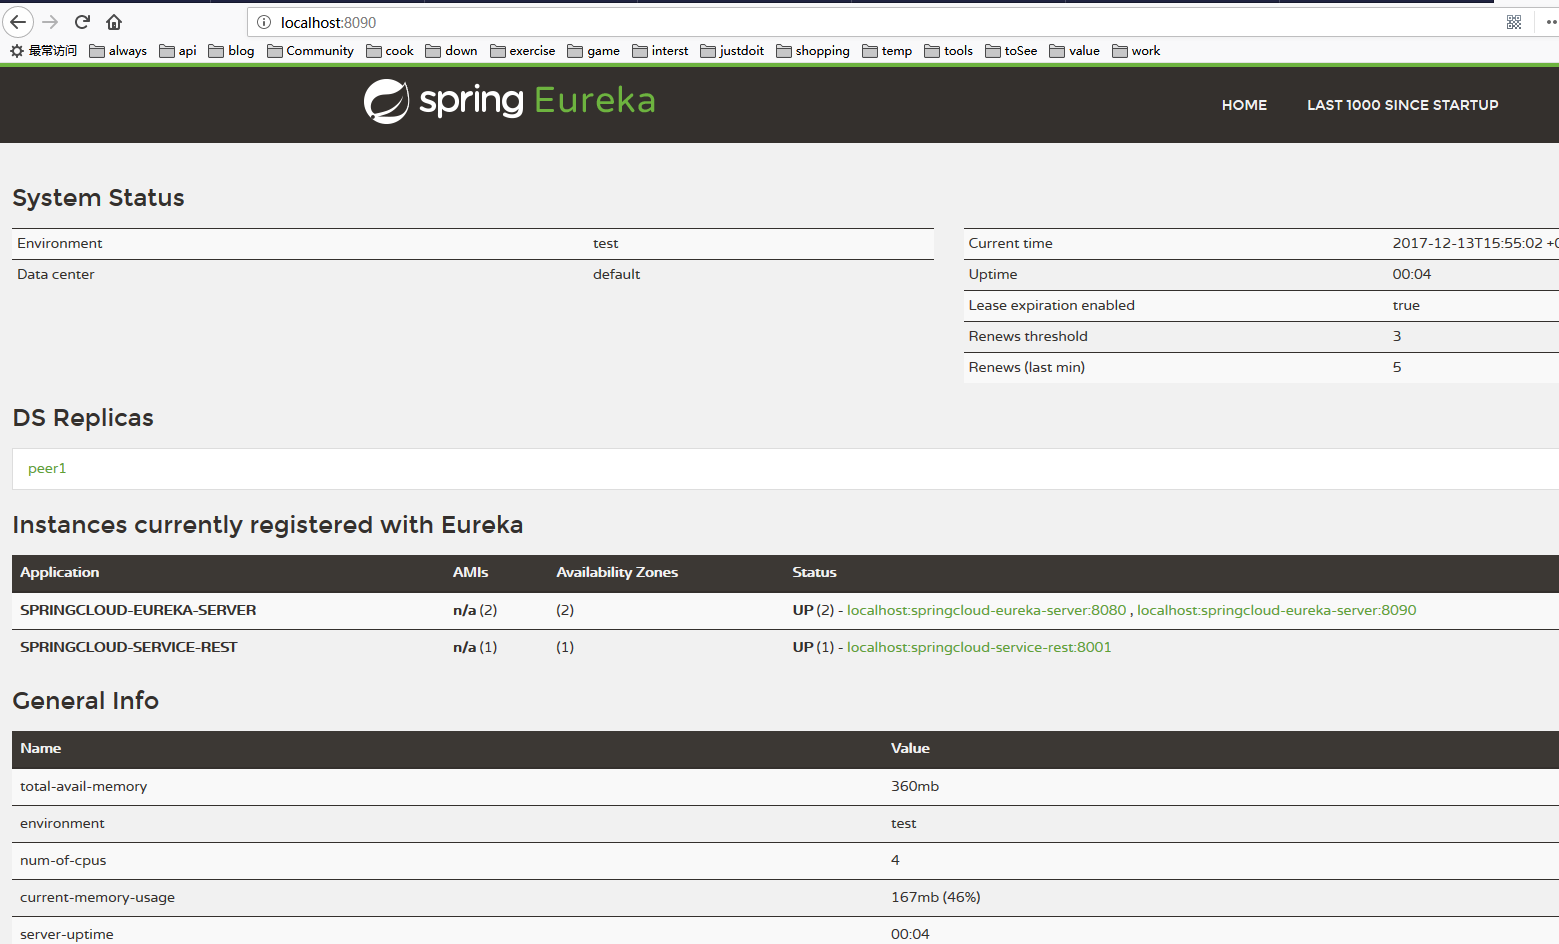 localhost:8090
最常访问 always api blog Community cook down exercise game interst justdoit shopping temp tools toSee value work
spring Eureka HOME LAST 1000 SINCE STARTUP
System Status
Environment test Current time 2017-12-13T15:55:02 +0
Data center default Uptime 00:04
Lease expiration enabled true
Renews threshold 3
Renews (last min) 5
DS Replicas
peer1
Instances currently registered with Eureka
Application AMIs Availability Zones Status
SPRINGCLOUD-EUREKA-SERVER n/a (2) (2) UP (2) - localhost:springcloud-eureka-server:8080 , localhost:springcloud-eureka-server:8090
SPRINGCLOUD-SERVICE-REST n/a (1) (1) UP (1) - localhost:springcloud-service-rest:8001
General Info
Name Value
total-avail-memory 360mb
environment test
num-of-cpus 4
current-memory-usage 167mb (46%)
server-uptime 00:04